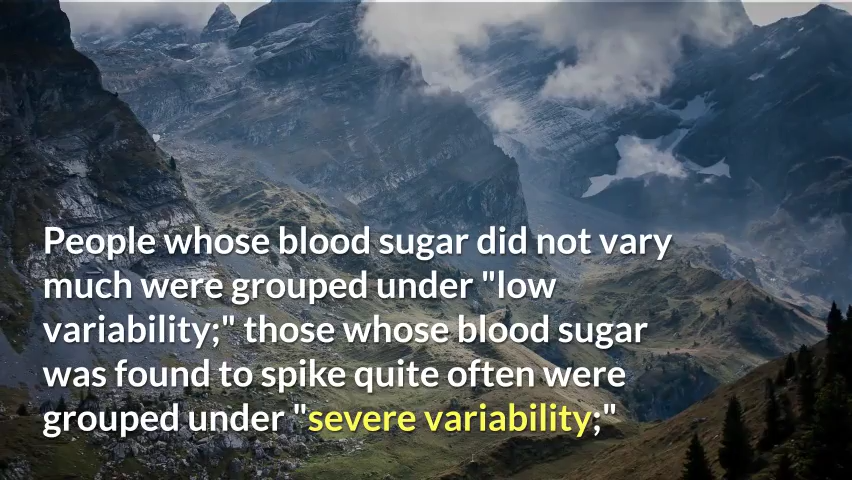 People whose blood sugar did not vary
much were grouped under "low
variability;" those whose blood sugar
was found to spike quite often were
grouped under "severe variability;"